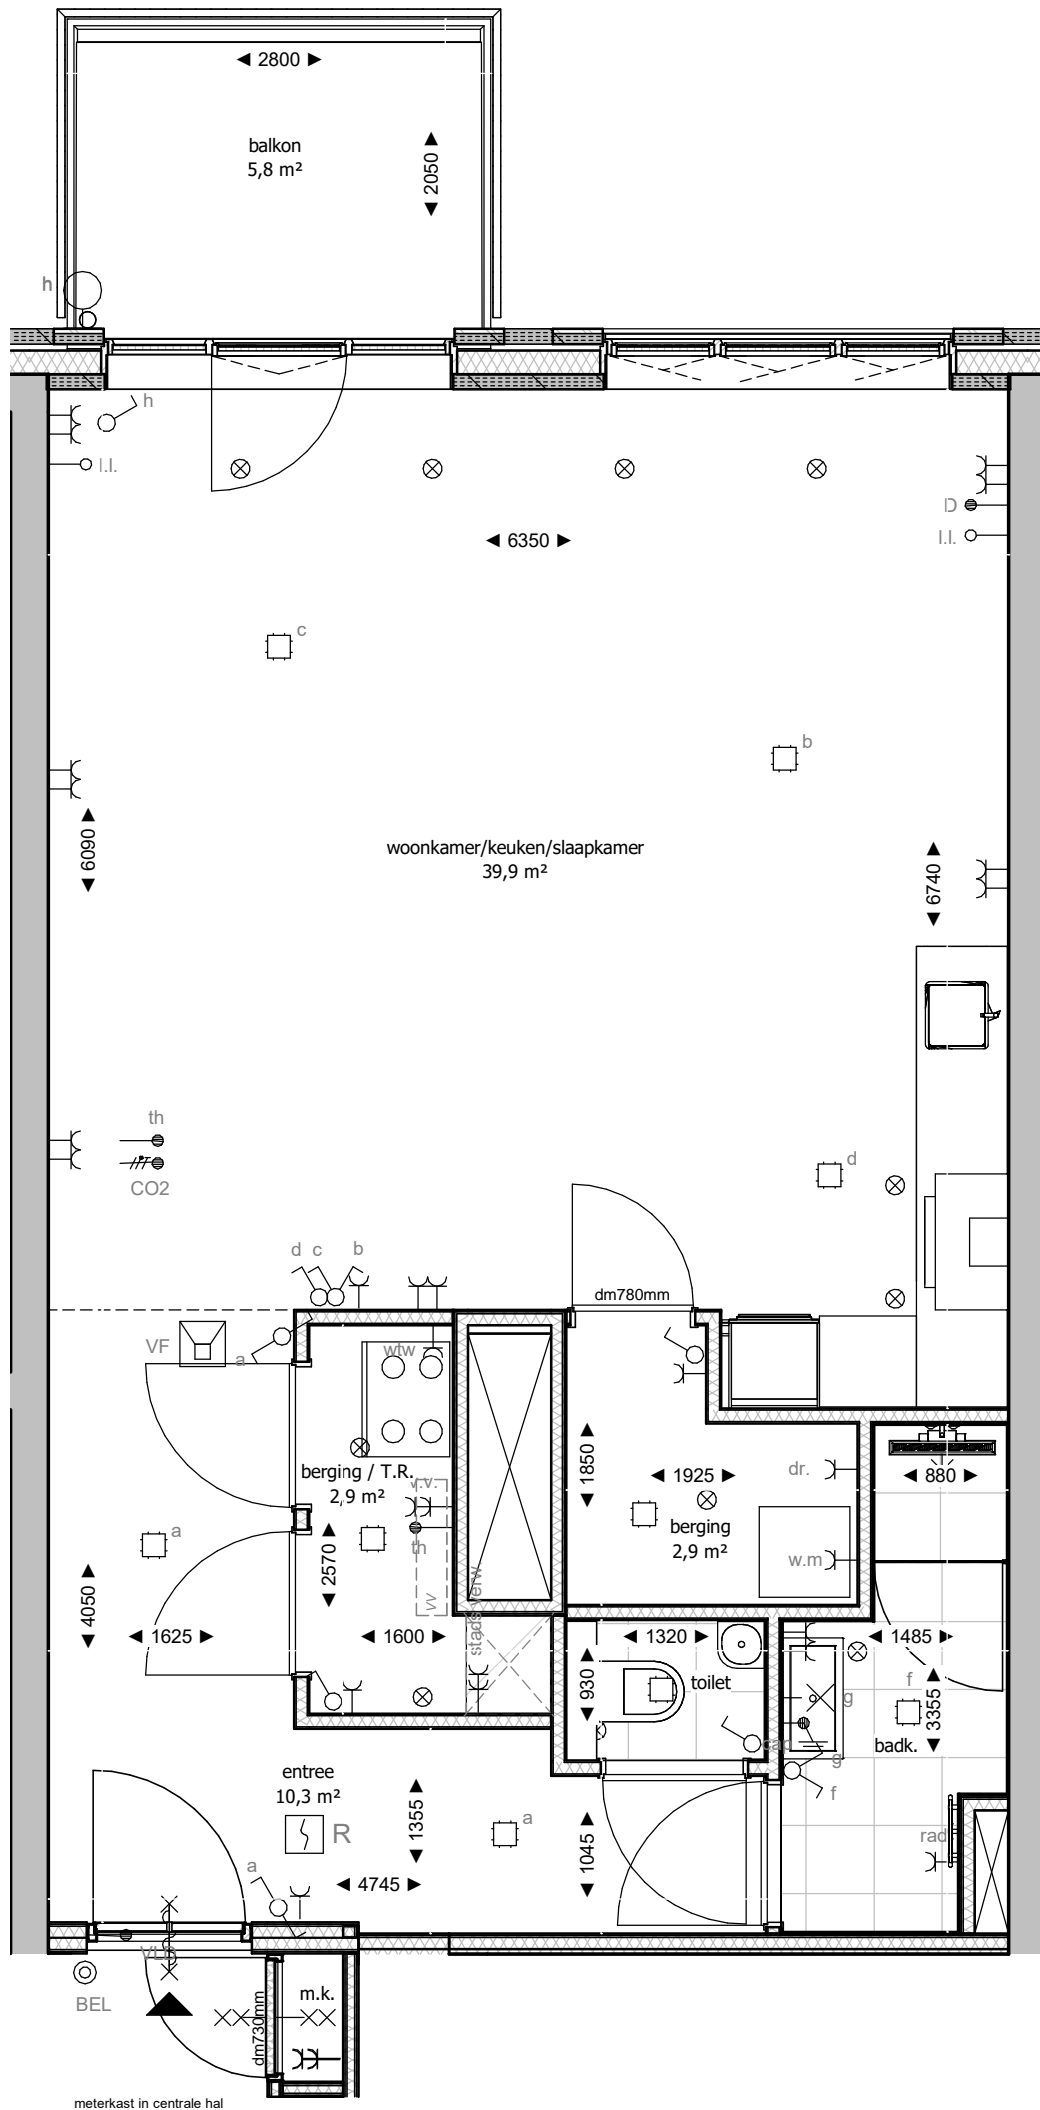 ◄ 2800 ►
balkon
5,8 m²
◄ 2050 ►
h
h
l.l.
D
l.l.
◄ 6350 ►
c
b
woonkamer/keuken/slaapkamer
39,9 m²
◄ 6090 ►
◄ 6740 ►
th
CO2
d
d c b
dm780mm
VF
a
wtw
berging / T.R.
2,9 m²
v.v.
th
vv
◄ 2570 ►
◄ 1850 ►
◄ 1925 ►
dr.
◄ 880 ►
berging
2,9 m²
w.m
a
◄ 4050 ►
◄ 1625 ►
◄ 1600 ►
stads verw
◄ 1320 ►
◄ 930 ►
toilet
◄ 1485 ►
f
g
◄ 3355 ►
badk.
g
f
entree
10,3 m²
R
◄ 1355 ►
a
◄ 1045 ►
rad
a
◄ 4745 ►
BEL
m.k.
dm730mm
meterkast in centrale hal